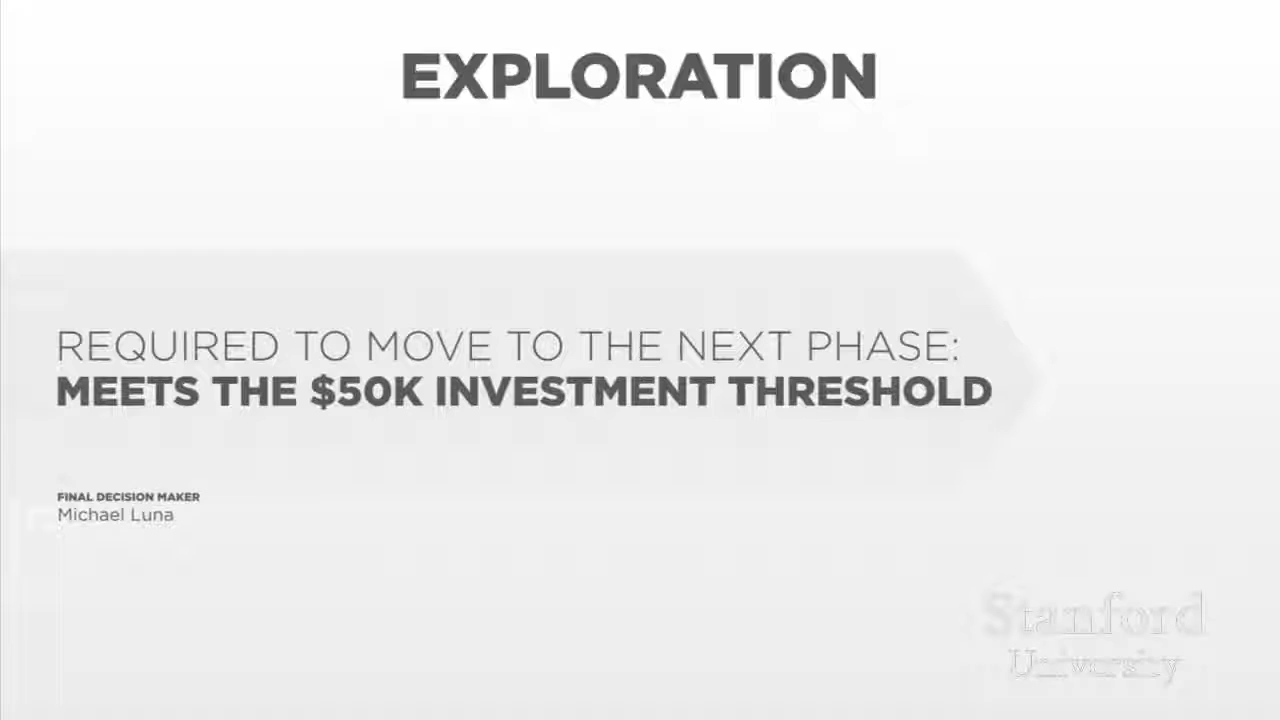 EXPLORATION
REQUIRED TO MOVE TO THE NEXT PHASE:
MEETS THE $50K INVESTMENT THRESHOLD
FINAL DECISION MAKER
Michael Luna
Stanford
University